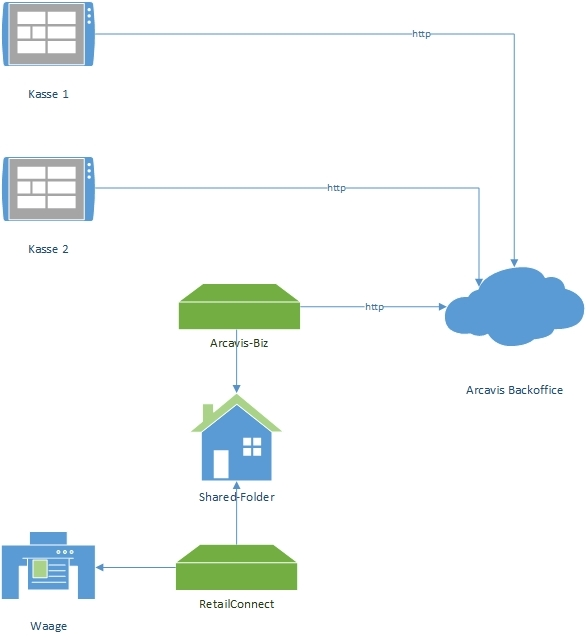 http
Kasse 1
http
Kasse 2
http
Arcavis-Biz
Arcavis Backoffice
Shared-Folder
RetailConnect
Waage